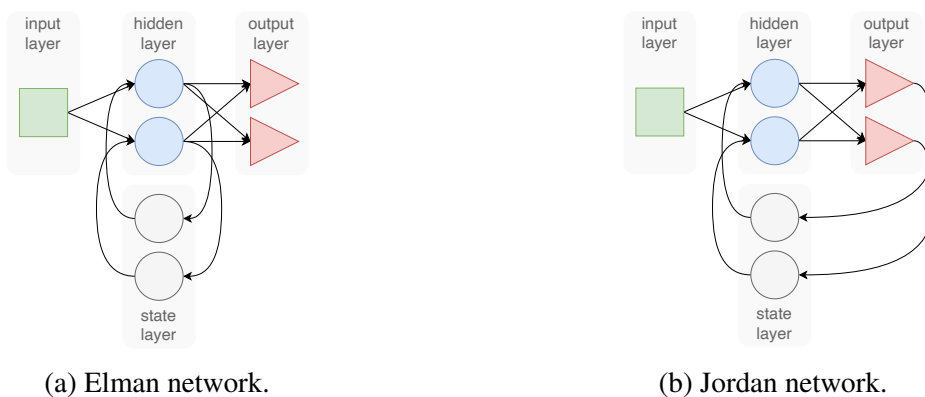 input
layer
hidden
layer
output
layer
state
layer
(a) Elman network.
input
layer
hidden
layer
output
layer
state
layer
(b) Jordan network.